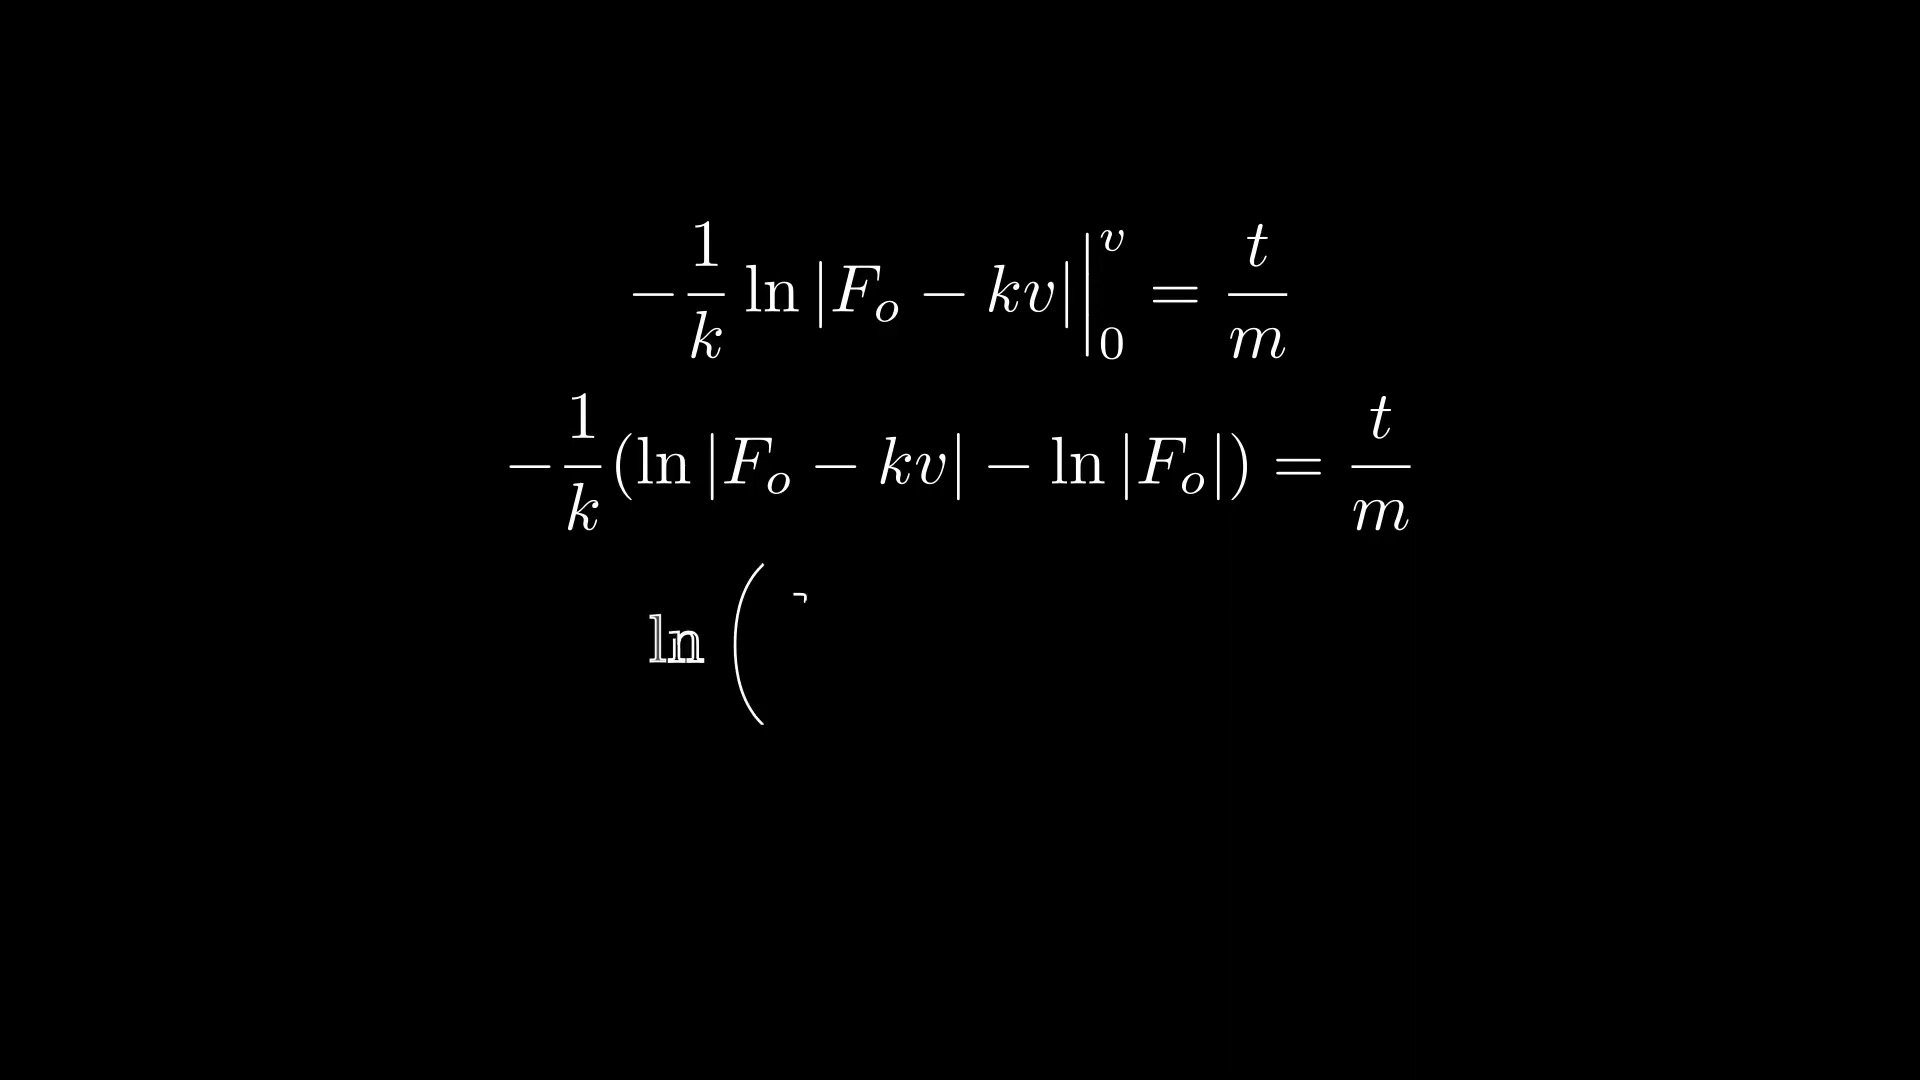 $-\frac{1}{k} \ln |F_o - kv| \Big|_0^v = \frac{t}{m}$
$-\frac{1}{k} (\ln |F_o - kv| - \ln |F_o|) = \frac{t}{m}$
$\ln ($